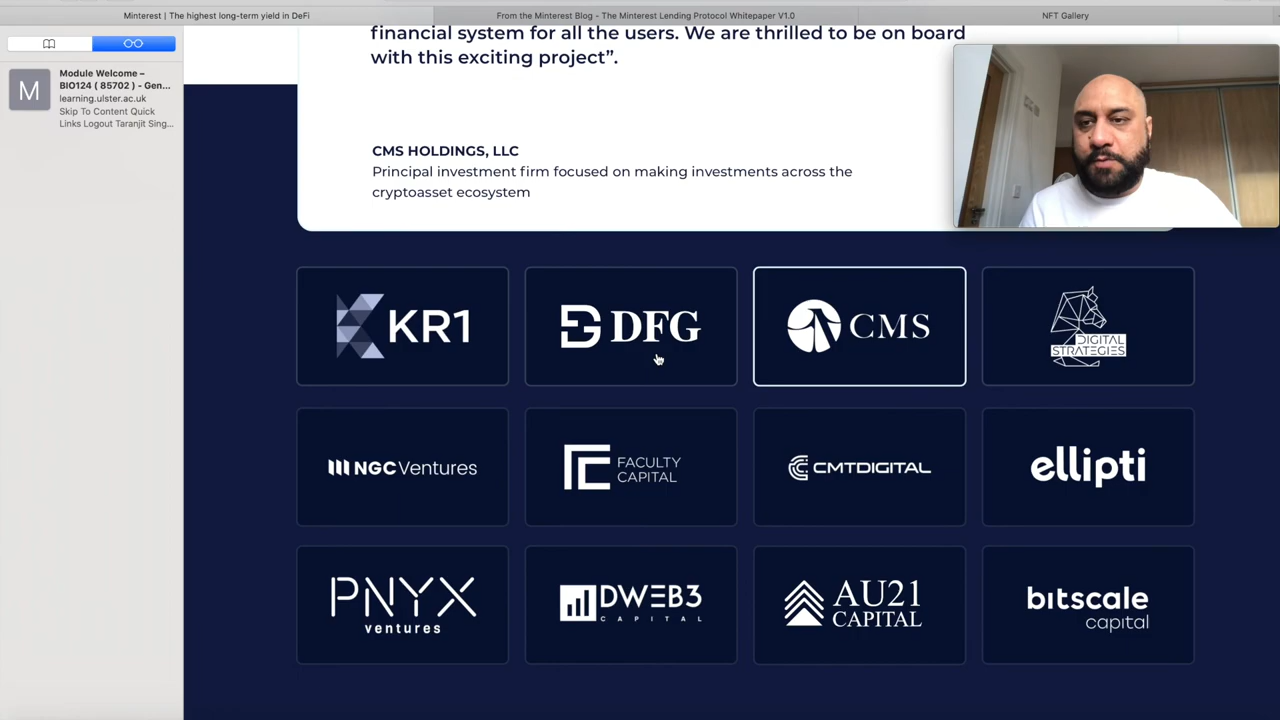 Minterest | The highest long-term yield in DeFi
From the Minterest Blog - The Minterest Lending Protocol Whitepaper V1.0
NFT Gallery
M
Module Welcome –
BIO124 ( 85702 ) - Gen...
learning.ulster.ac.uk
Skip To Content Quick
Links Logout Taranjit Sing...
financial system for all the users. We are thrilled to be on board
with this exciting project”.
CMS HOLDINGS, LLC
Principal investment firm focused on making investments across the
cryptoasset ecosystem
KR1
DFG
CMS
DIGITAL
STRATEGIES
NGC Ventures
FACULTY
CAPITAL
CMTDIGITAL
ellipti
PNYX
ventures
DWEB3
CAPITAL
AU21
CAPITAL
bitscale
capital